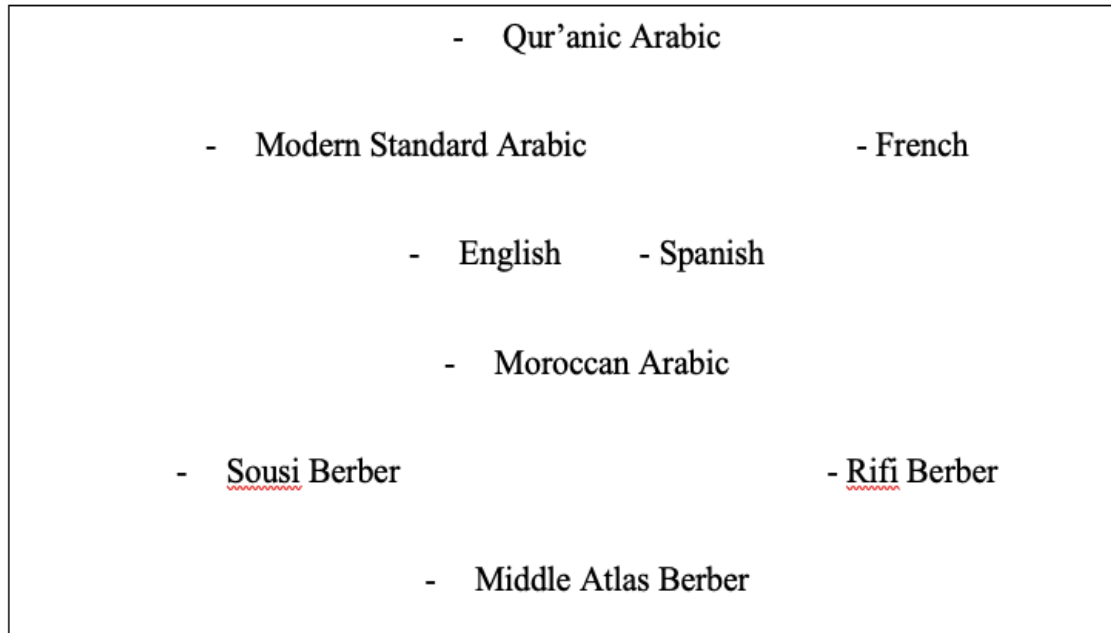 - Qur’anic Arabic
- Modern Standard Arabic - French
- English - Spanish
- Moroccan Arabic
- Sousi Berber - Rifi Berber
- Middle Atlas Berber